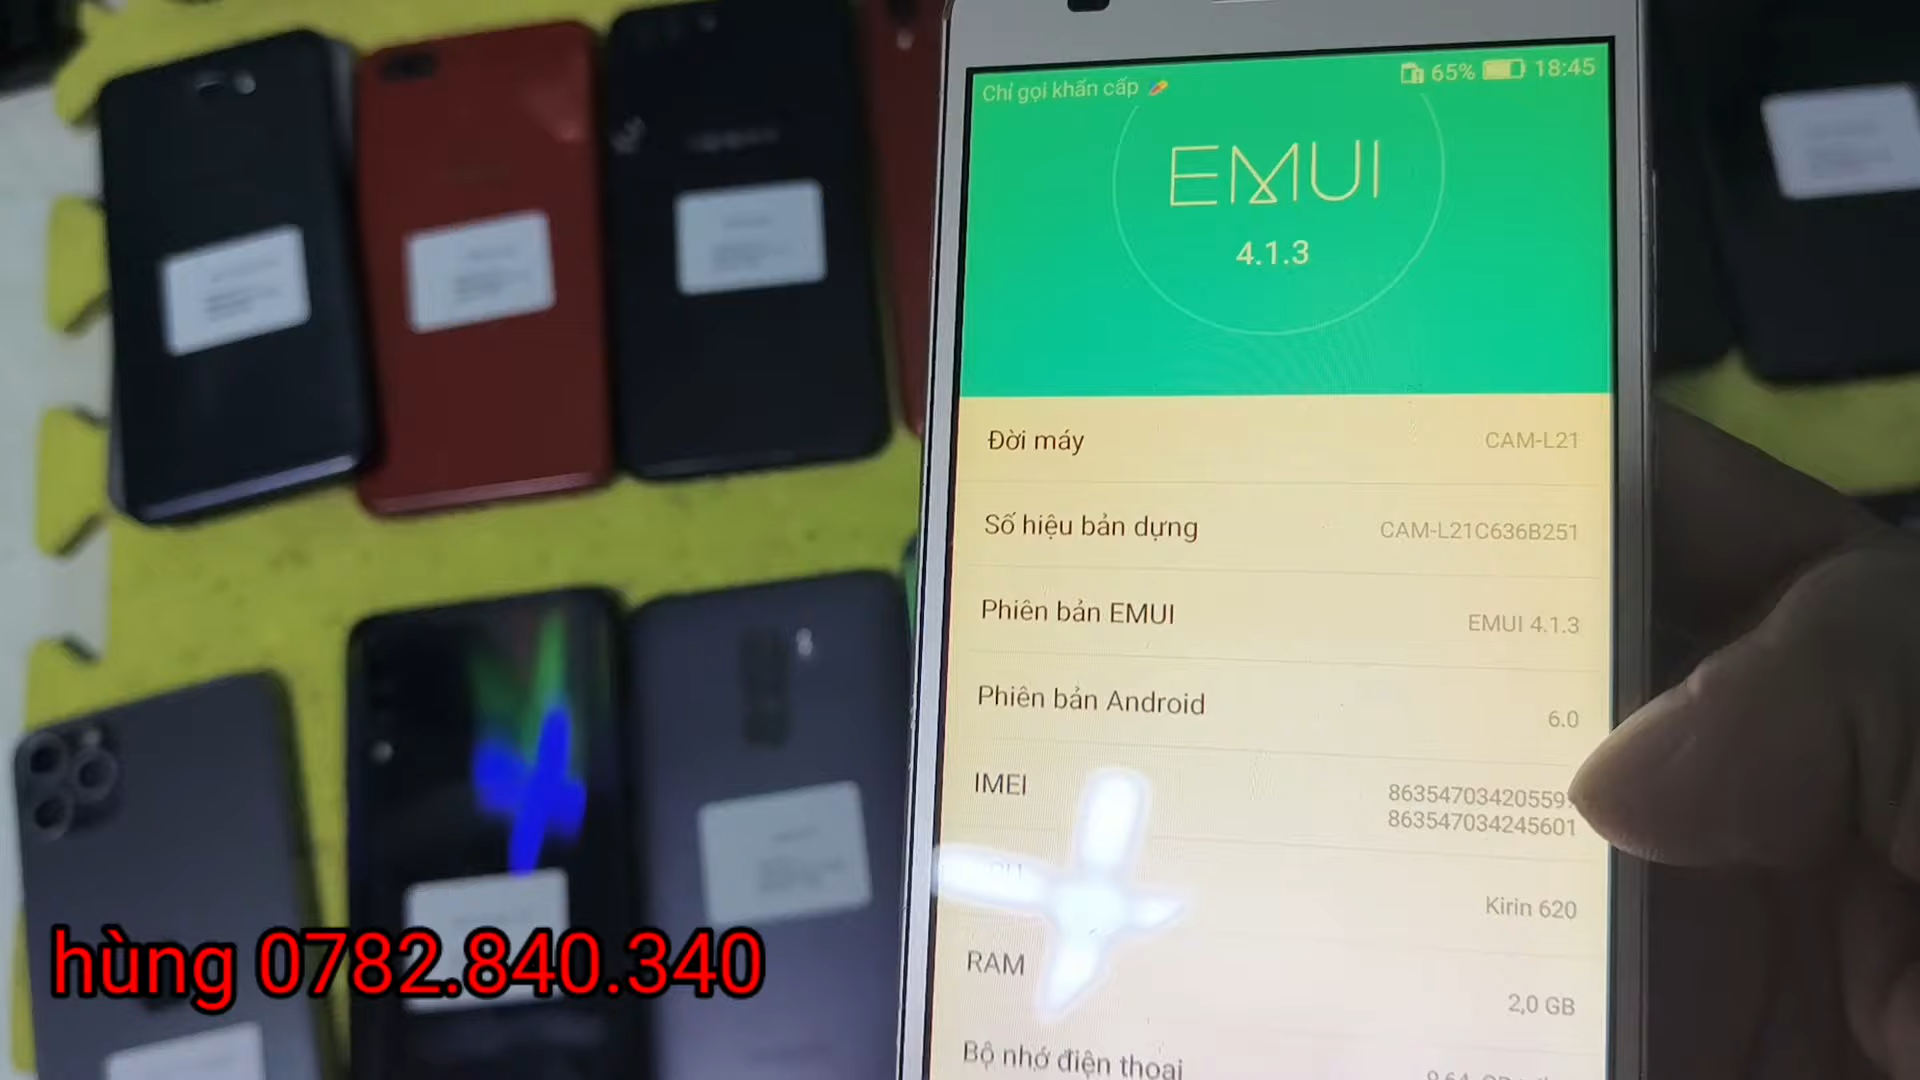 Chỉ gọi khẩn cấp
65% 18:45
EMUI
4.1.3
Đời máy CAM-L21
Số hiệu bản dựng CAM-L21C636B251
Phiên bản EMUI EMUI 4.1.3
Phiên bản Android 6.0
IMEI
863547034245601
Kirin 620
RAM 2,0 GB
Bộ nhớ điện thoại
hùng 0782.840.340